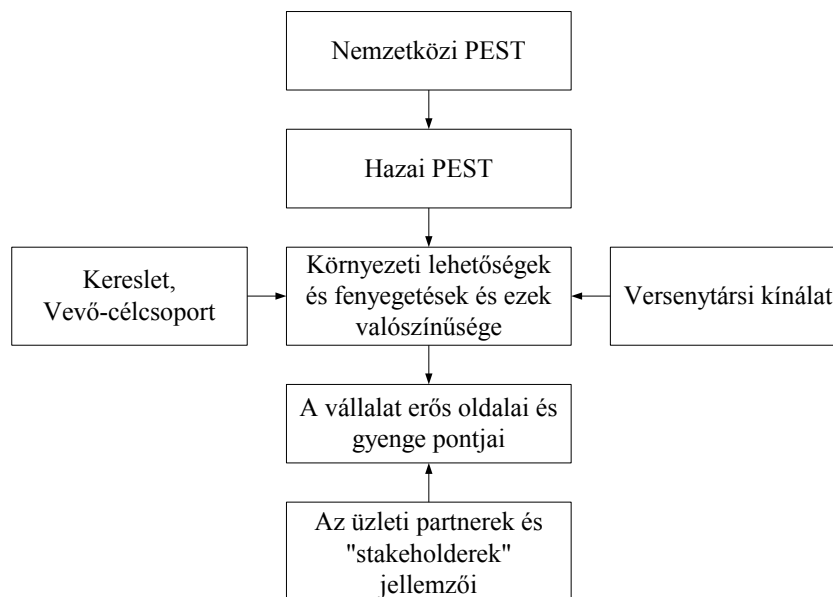 Nemzetközi PEST
Hazai PEST
Kereslet,
Vevő-célcsoport
Környezeti lehetőségek
és fenyegetések és ezek
valószínűsége
Versenytársi kínálat
A vállalat erős oldalai és
gyenge pontjai
Az üzleti partnerek és
"stakeholderek"
jellemzői